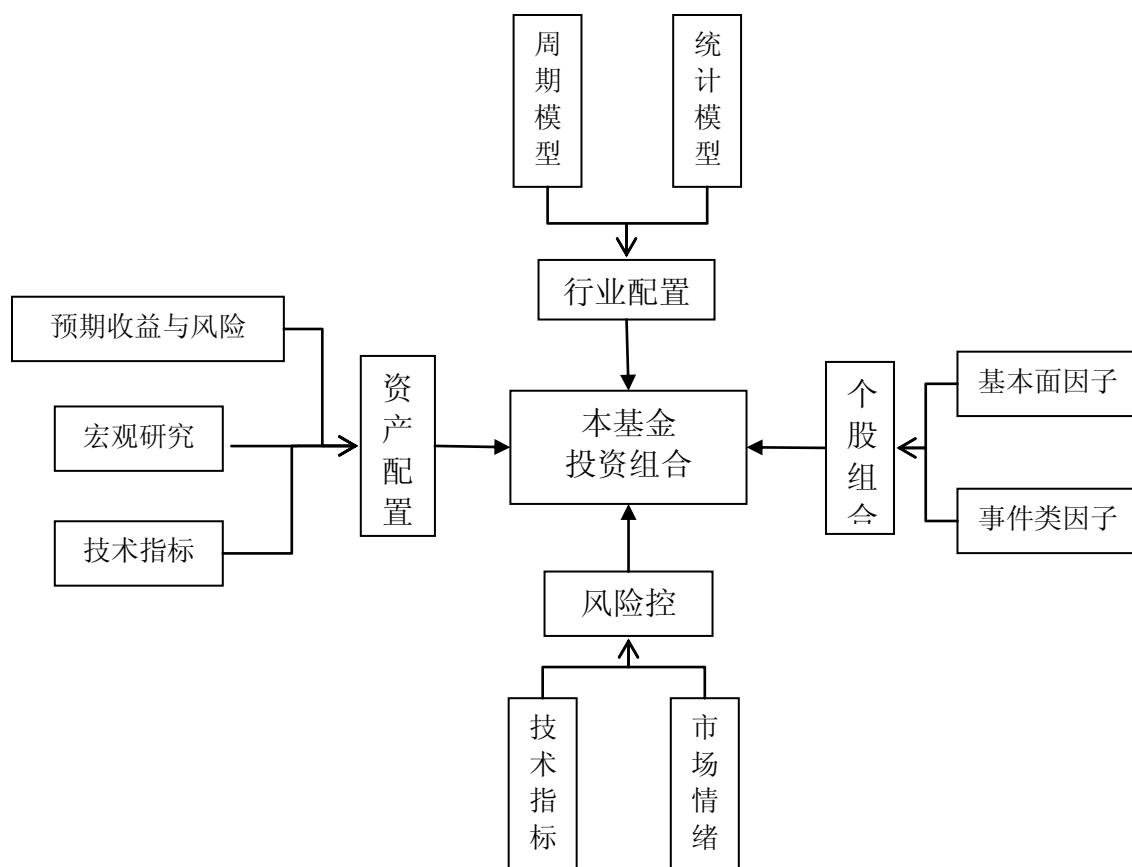 周期模型
统计模型
行业配置
预期收益与风险
宏观研究
技术指标
资产配置
本基金
投资组合
个股组合
基本面因子
事件类因子
风险控
技术指标
市场情绪